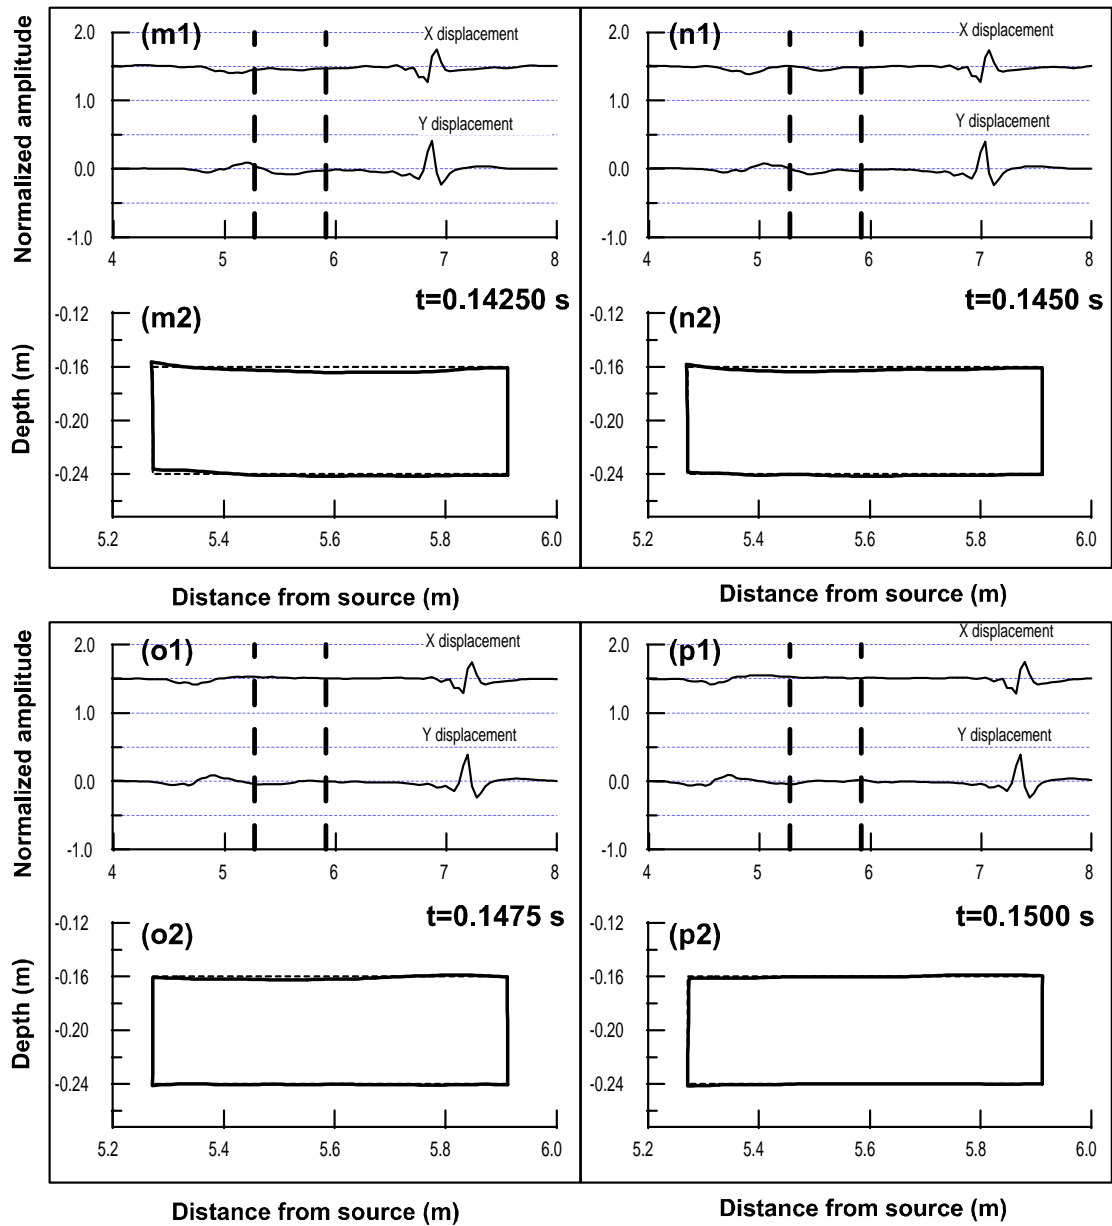 (m1)
X displacement
Y displacement
Normalized amplitude
2.0
1.0
0.0
-1.0
4
5
6
7
8
t=0.14250 s
(m2)
Depth (m)
-0.12
-0.16
-0.20
-0.24
5.2
5.4
5.6
5.8
6.0
Distance from source (m)
(n1)
X displacement
Y displacement
2.0
1.0
0.0
-1.0
4
5
6
7
8
t=0.1450 s
(n2)
-0.12
-0.16
-0.20
-0.24
5.2
5.4
5.6
5.8
6.0
Distance from source (m)
(o1)
X displacement
Y displacement
Normalized amplitude
2.0
1.0
0.0
-1.0
4
5
6
7
8
t=0.1475 s
(o2)
Depth (m)
-0.12
-0.16
-0.20
-0.24
5.2
5.4
5.6
5.8
6.0
Distance from source (m)
(p1)
X displacement
Y displacement
2.0
1.0
0.0
-1.0
4
5
6
7
8
t=0.1500 s
(p2)
-0.12
-0.16
-0.20
-0.24
5.2
5.4
5.6
5.8
6.0
Distance from source (m)